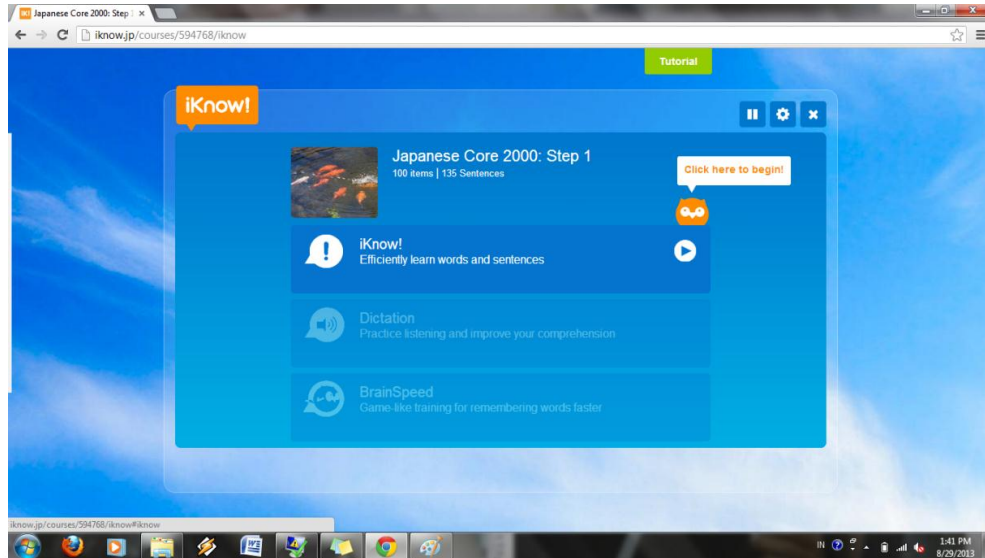 Japanese Core 2000: Step 1
iknow.jp/courses/594768/iknow
Tutorial
iKnow!
Japanese Core 2000: Step 1
100 items | 135 Sentences
Click here to begin!
iKnow!
Efficiently learn words and sentences
Dictation
Practice listening and improve your comprehension
BrainSpeed
Game-like training for remembering words faster
iknow.jp/courses/594768/iknow#iknow
IN
1:41 PM
8/29/2013